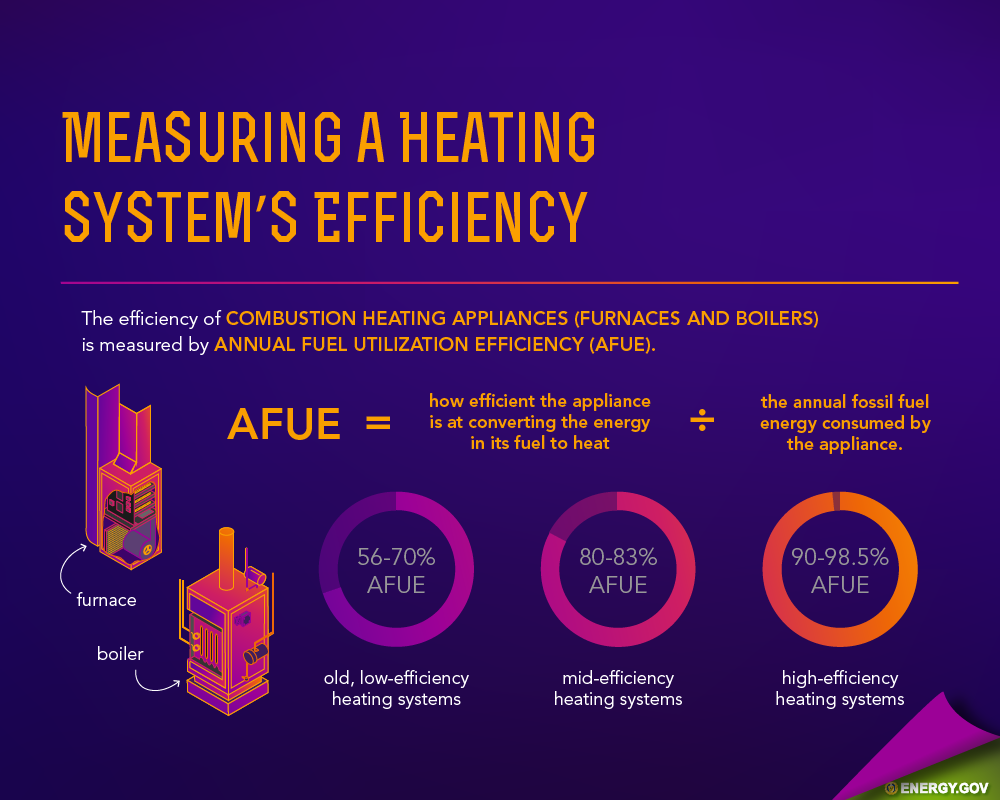 MEASURING A HEATING
SYSTEM'S EFFICIENCY
The efficiency of COMBUSTION HEATING APPLIANCES (FURNACES AND BOILERS)
is measured by ANNUAL FUEL UTILIZATION EFFICIENCY (AFUE).
AFUE = how efficient the appliance
is at converting the energy
in its fuel to heat
÷
the annual fossil fuel
energy consumed by
the appliance.
furnace
boiler
56-70%
AFUE
old, low-efficiency
heating systems
80-83%
AFUE
mid-efficiency
heating systems
90-98.5%
AFUE
high-efficiency
heating systems
ENERGY.GOV